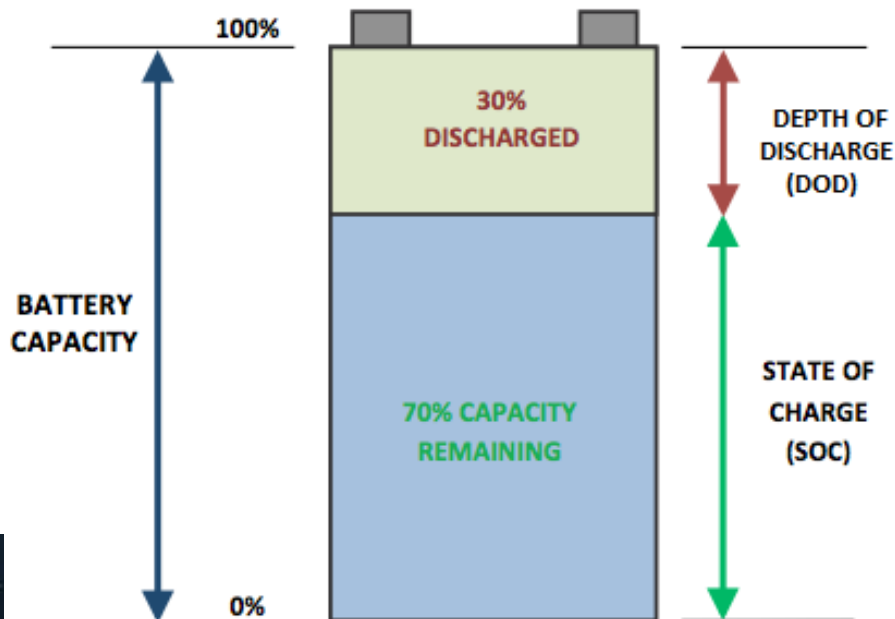 100%
30%
DISCHARGED
DEPTH OF
DISCHARGE
(DOD)
BATTERY
CAPACITY
70% CAPACITY
REMAINING
STATE OF
CHARGE
(SOC)
0%